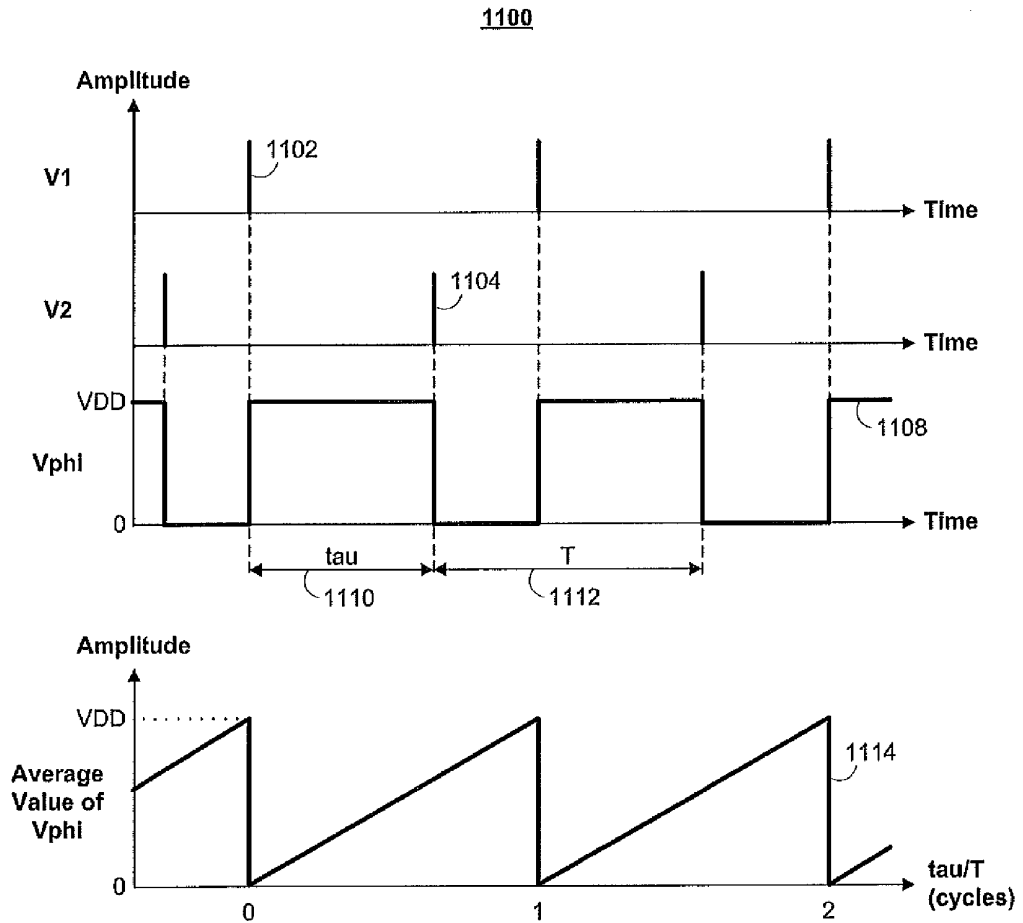 1100
Amplitude
V1
1102
Time
V2
1104
Time
VDD
Vphi
1108
0
Time
tau
T
1110
1112
Amplitude
VDD
1114
Average
Value of
Vphi
0
tau/T
(cycles)
0
1
2